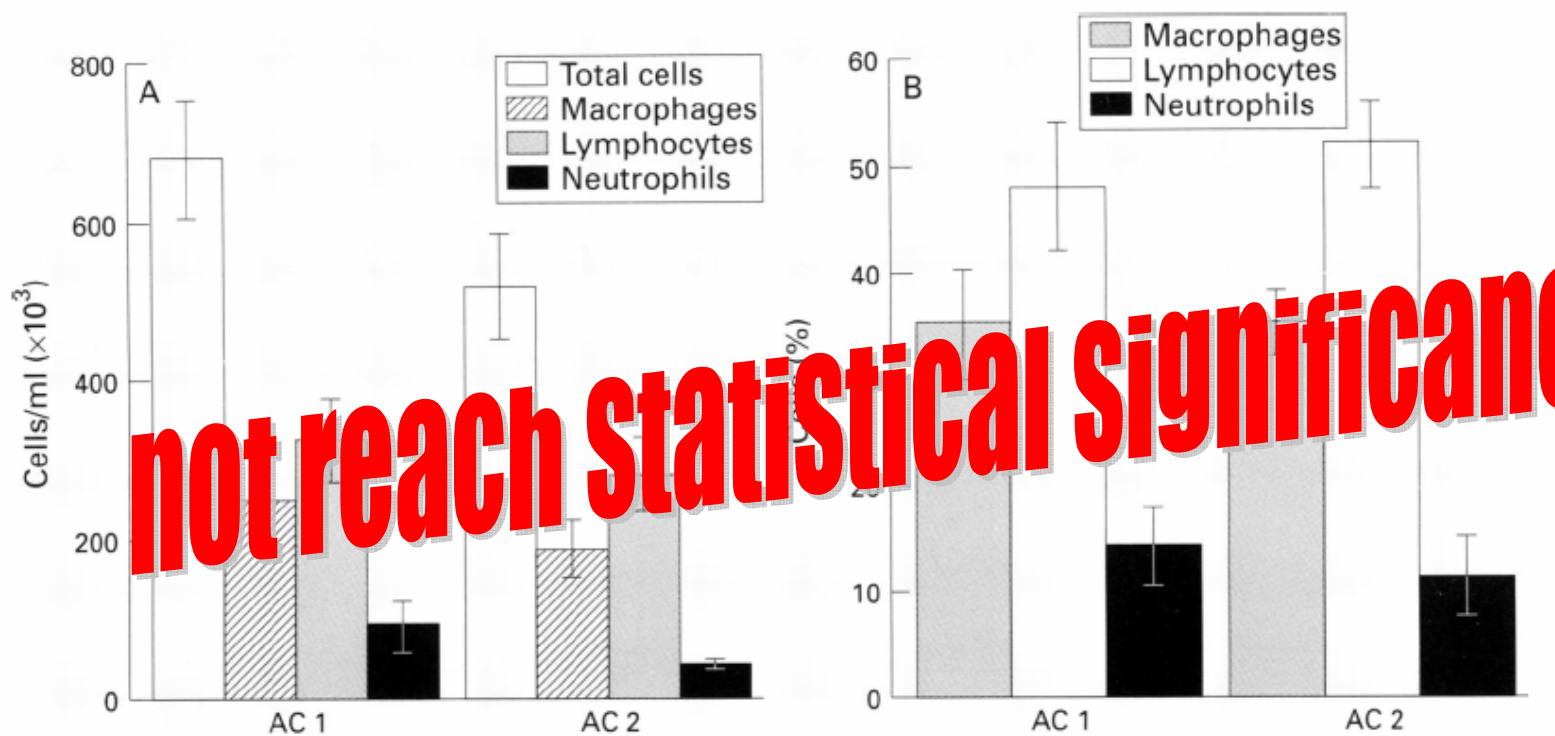 A
800
600
400
200
0
Cells/ml (×10³)
Total cells
Macrophages
Lymphocytes
Neutrophils
AC 1
AC 2
B
60
50
40
10
0
(%)
Macrophages
Lymphocytes
Neutrophils
AC 1
AC 2
not reach statistical significanc